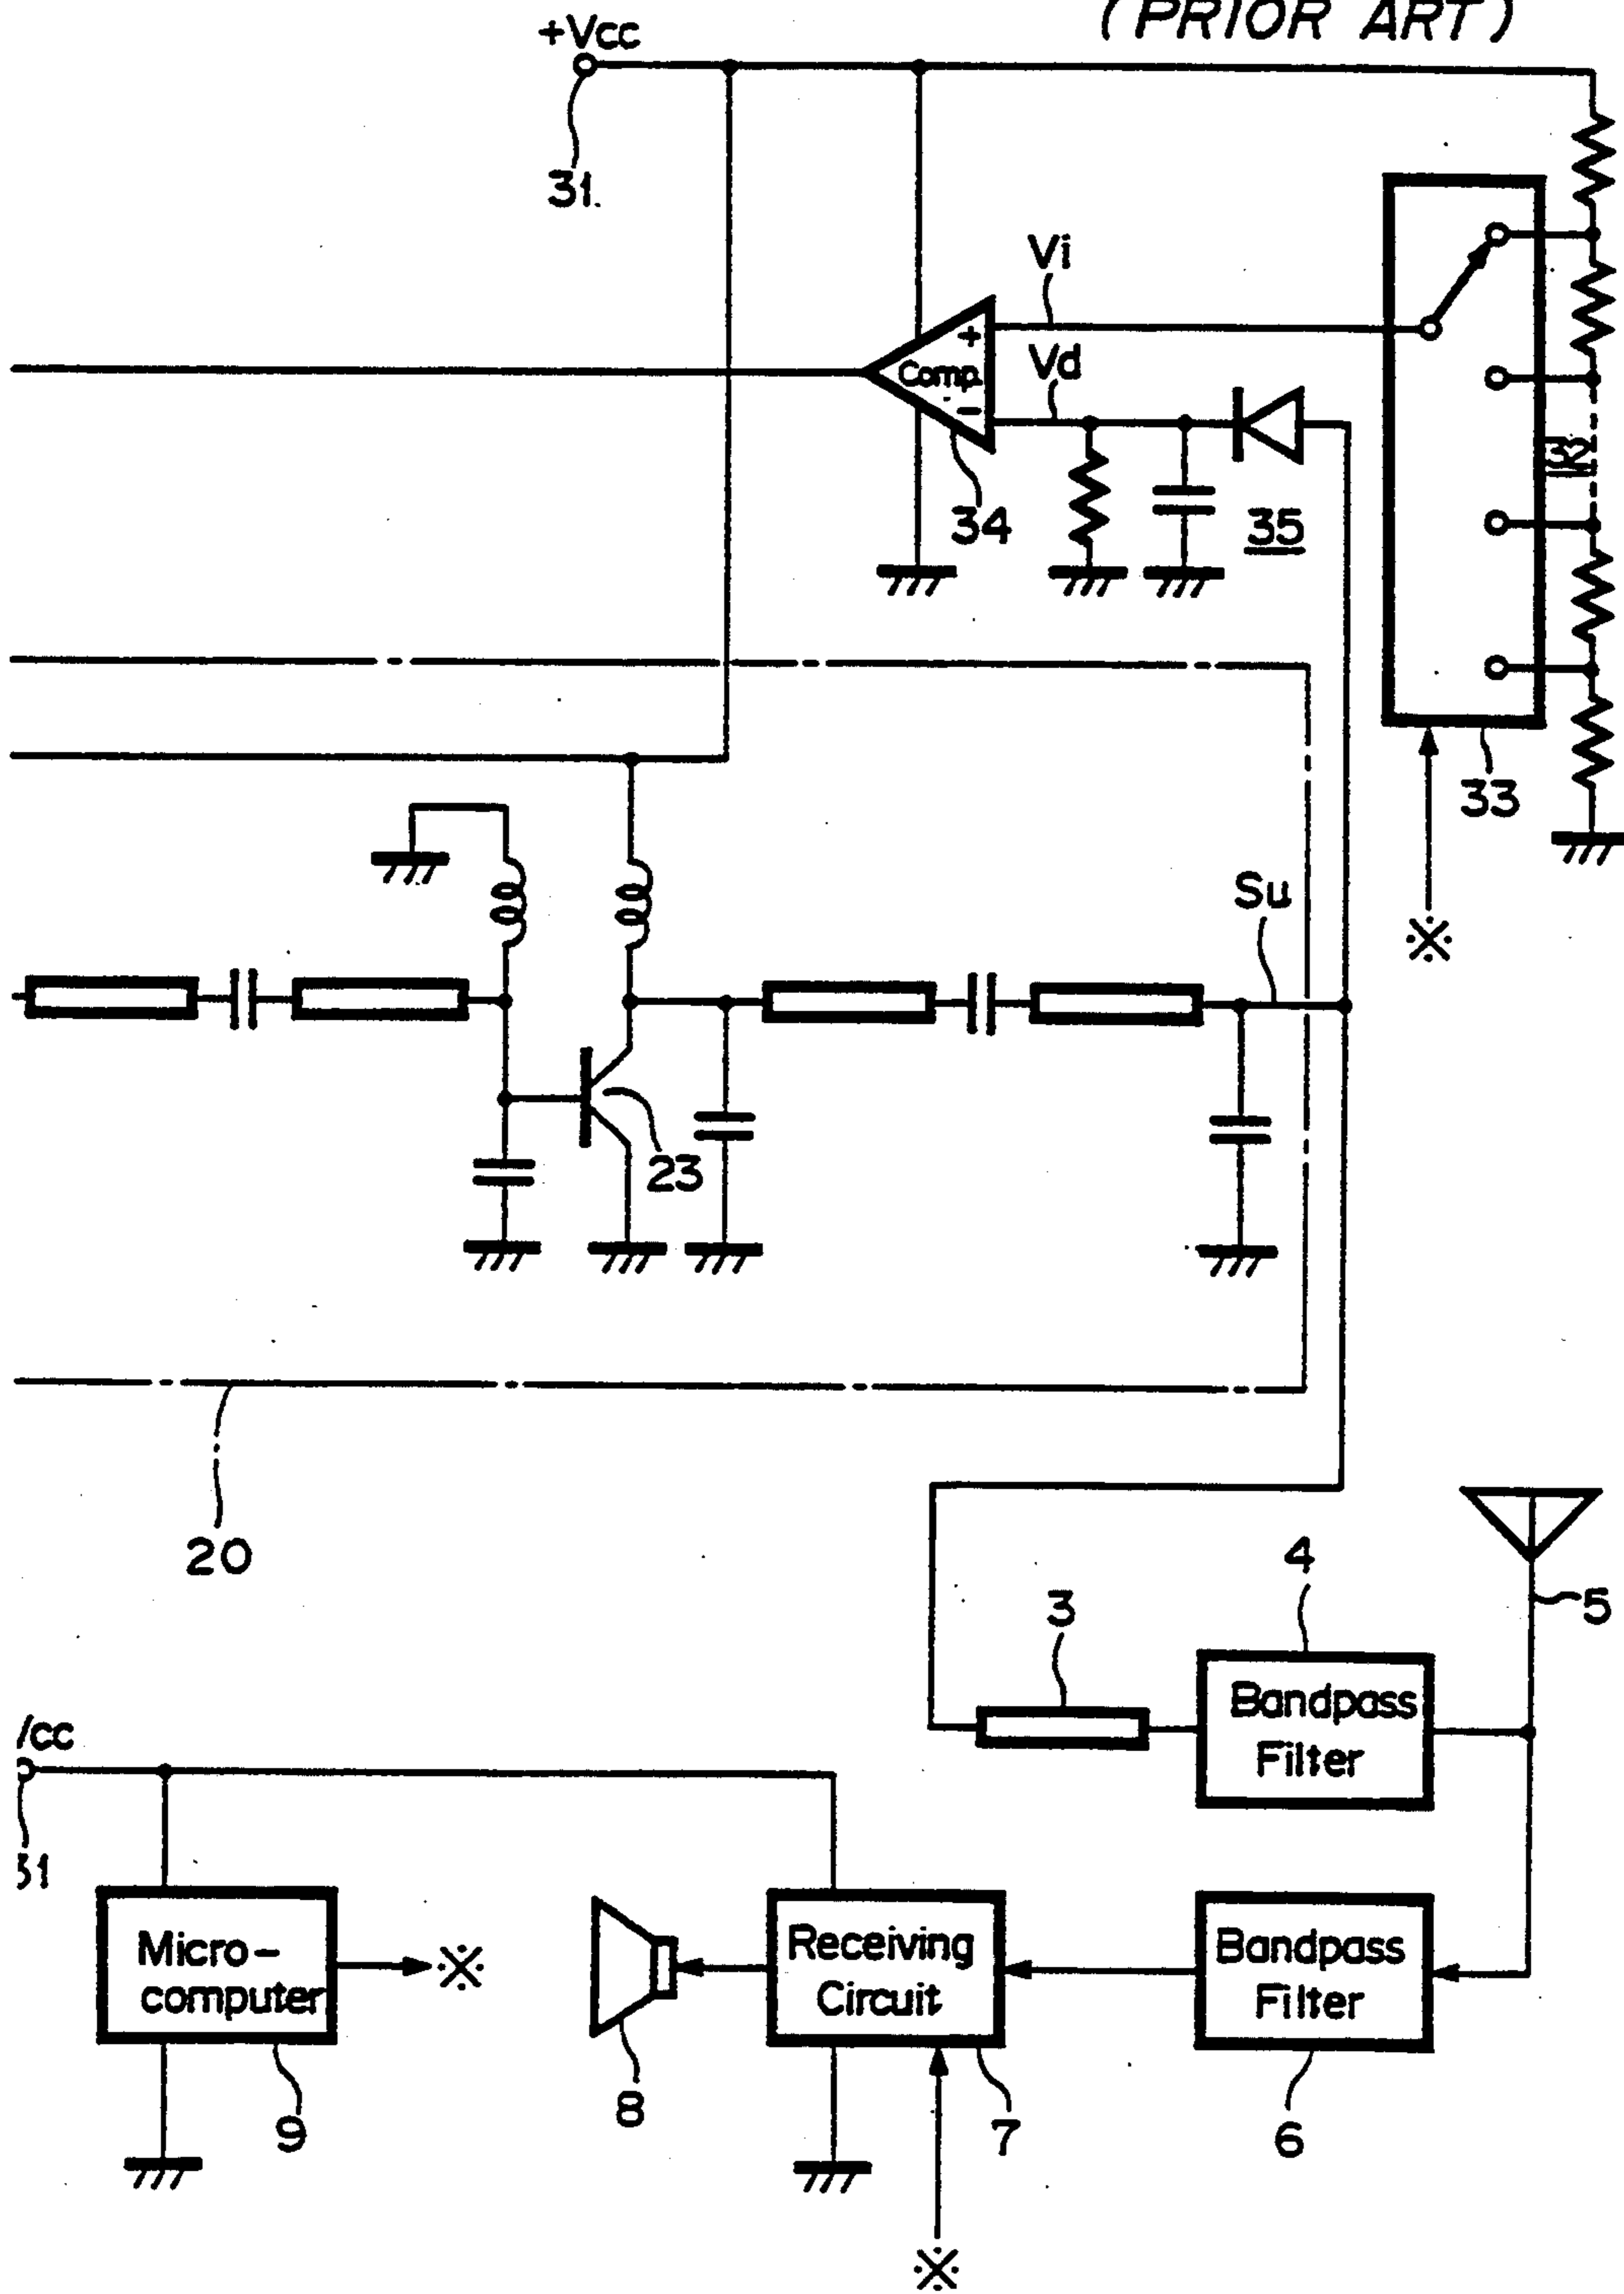 (PRIOR ART)
+Vcc
31
Vi
+
Comp.
Vd
−
34
35
32
33
※
Su
23
20
4
5
3
Bandpass
Filter
Vcc
31
Micro-
computer
※
Receiving
Circuit
Bandpass
Filter
9
8
7
6
※